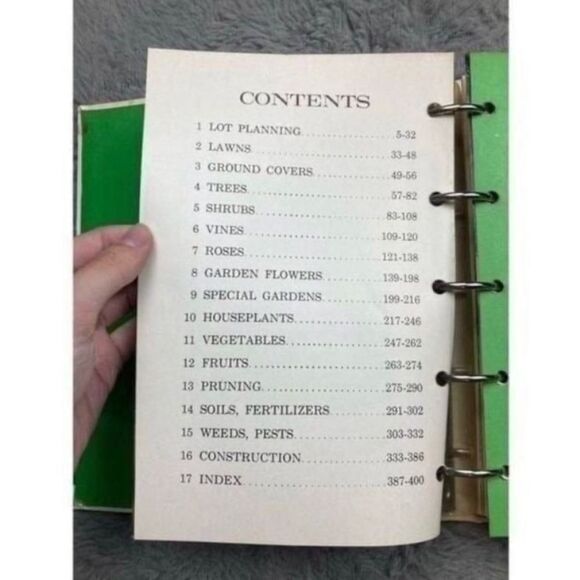 CONTENTS
1 LOT PLANNING 5-32
2 LAWNS 33-48
3 GROUND COVERS 49-56
4 TREES 57-82
5 SHRUBS 83-108
6 VINES 109-120
7 ROSES 121-138
8 GARDEN FLOWERS 139-198
9 SPECIAL GARDENS 199-216
10 HOUSEPLANTS 217-246
11 VEGETABLES 247-262
12 FRUITS 263-274
13 PRUNING 275-290
14 SOILS, FERTILIZERS 291-302
15 WEEDS, PESTS 303-332
16 CONSTRUCTION 333-386
17 INDEX 387-400